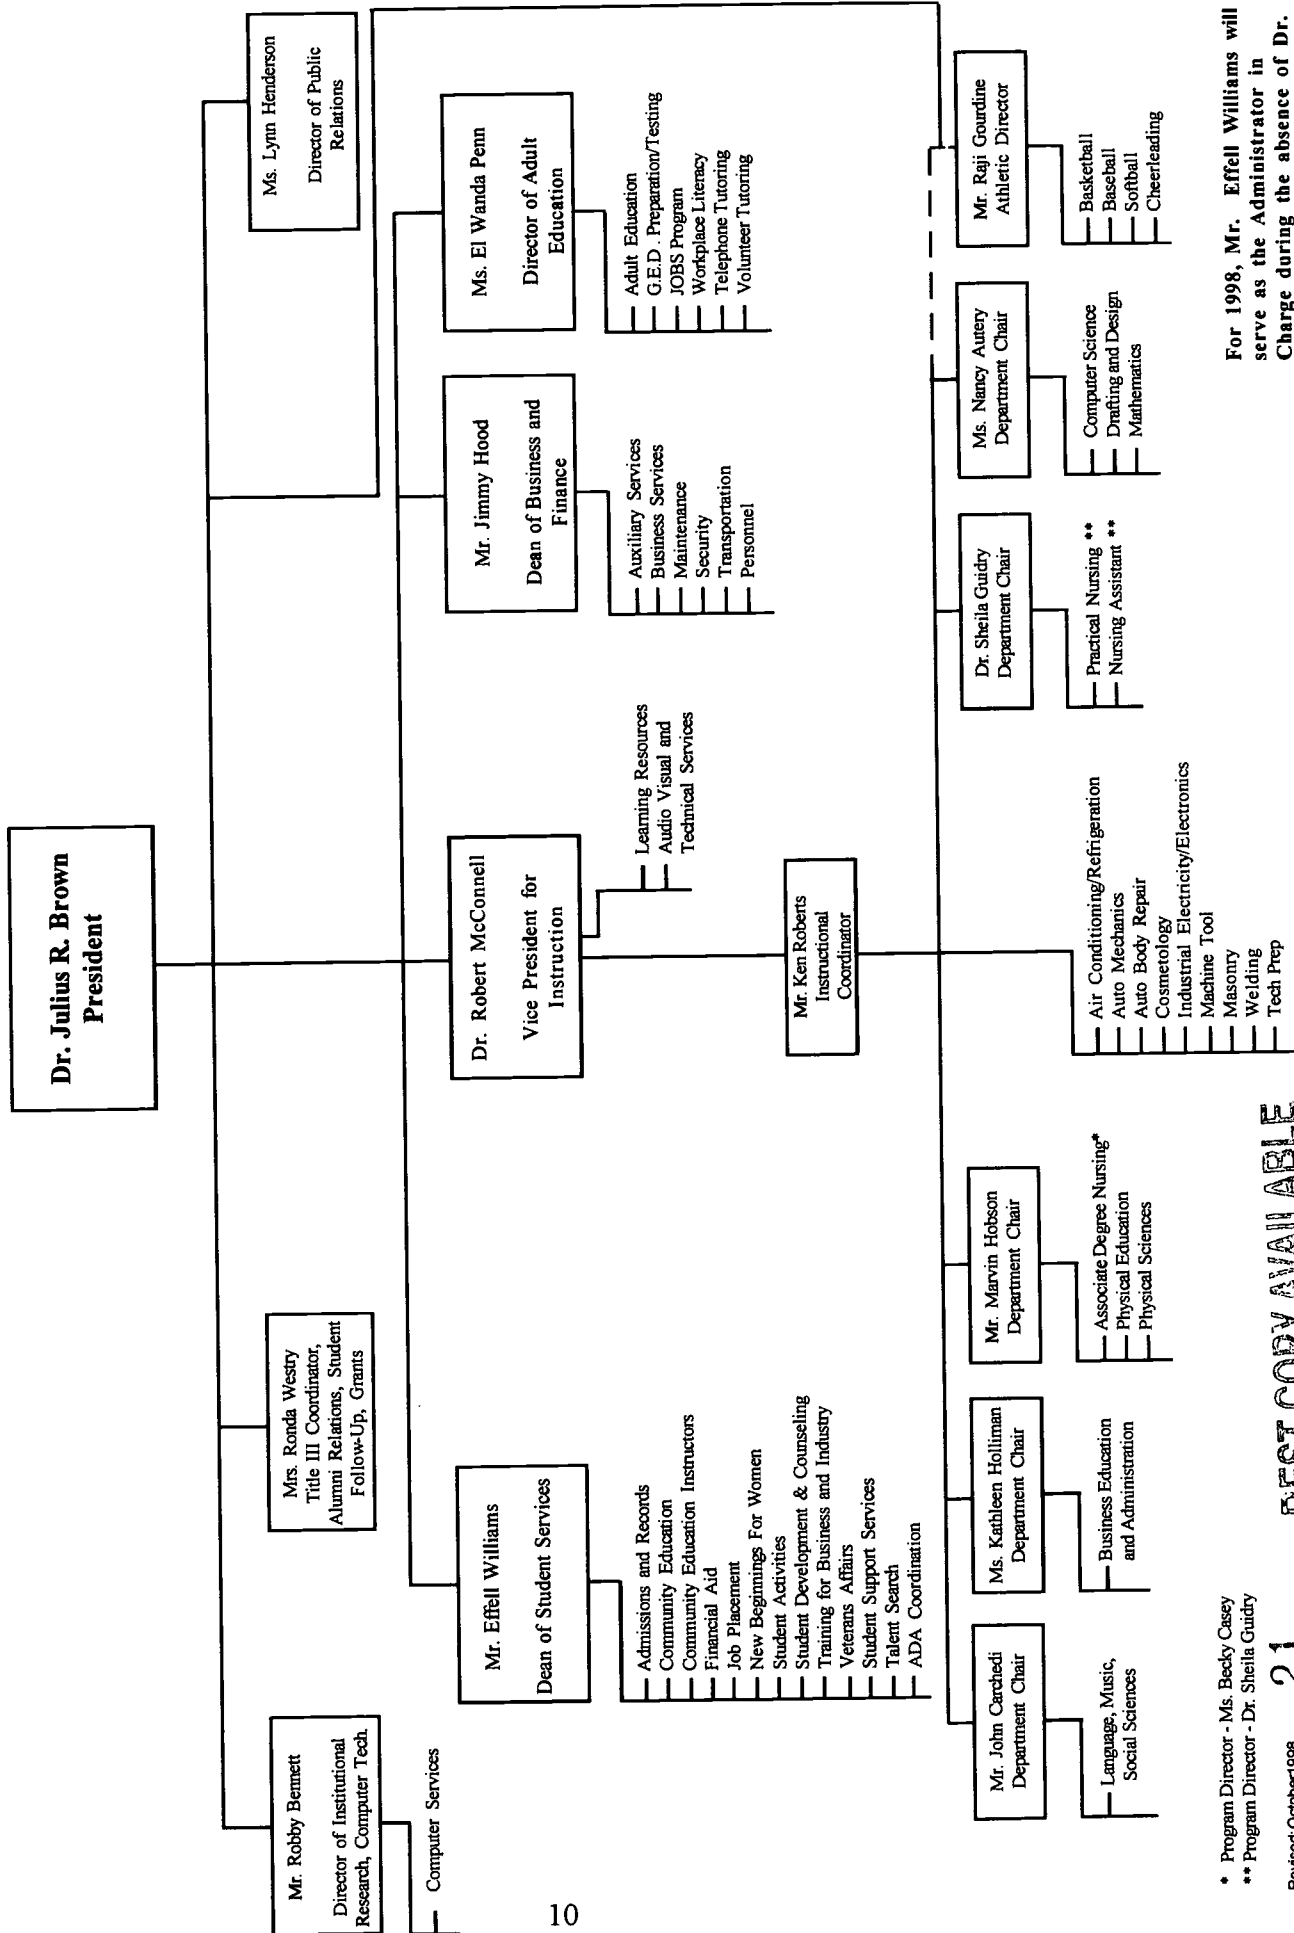 Dr. Julius R. Brown
President
Ms. Lynn Henderson
Director of Public
Relations
Mrs. Ronda Westry
Title III Coordinator,
Alumni Relations, Student
Follow-Up, Grants
Mr. Robby Bennett
Director of Institutional
Research, Computer Tech.
Computer Services
Mr. Effell Williams
Dean of Student Services
Admissions and Records
Community Education
Community Education Instructors
Financial Aid
Job Placement
New Beginnings For Women
Student Activities
Student Development & Counseling
Training for Business and Industry
Veterans Affairs
Student Support Services
Talent Search
ADA Coordination
Dr. Robert McConnell
Vice President for
Instruction
Learning Resources
Audio Visual and
Technical Services
Mr. Jimmy Hood
Dean of Business and
Finance
Auxiliary Services
Business Services
Maintenance
Security
Transportation
Personnel
Ms. El Wanda Penn
Director of Adult
Education
Adult Education
G.E.D . Preparation/Testing
JOBS Program
Workplace Literacy
Telephone Tutoring
Volunteer Tutoring
Mr. Ken Roberts
Instructional
Coordinator
Mr. John Carchedi
Department Chair
Language, Music,
Social Sciences
Ms. Kathleen Holliman
Department Chair
Business Education
and Administration
Mr. Marvin Hobson
Department Chair
Associate Degree Nursing*
Physical Education
Physical Sciences
Air Conditioning/Refrigeration
Auto Mechanics
Auto Body Repair
Cosmetology
Industrial Electricity/Electronics
Machine Tool
Masonry
Welding
Tech Prep
Dr. Sheila Guidry
Department Chair
Practical Nursing **
Nursing Assistant **
Ms. Nancy Autery
Department Chair
Computer Science
Drafting and Design
Mathematics
Mr. Raji Gourdine
Athletic Director
Basketball
Baseball
Softball
Cheerleading
* Program Director - Ms. Becky Casey
** Program Director - Dr. Sheila Guidry
For 1998, Mr. Effell Williams will
serve as the Administrator in
Charge during the absence of Dr.
Revised: October 1998
21
BEST COPY AVAILABLE
10